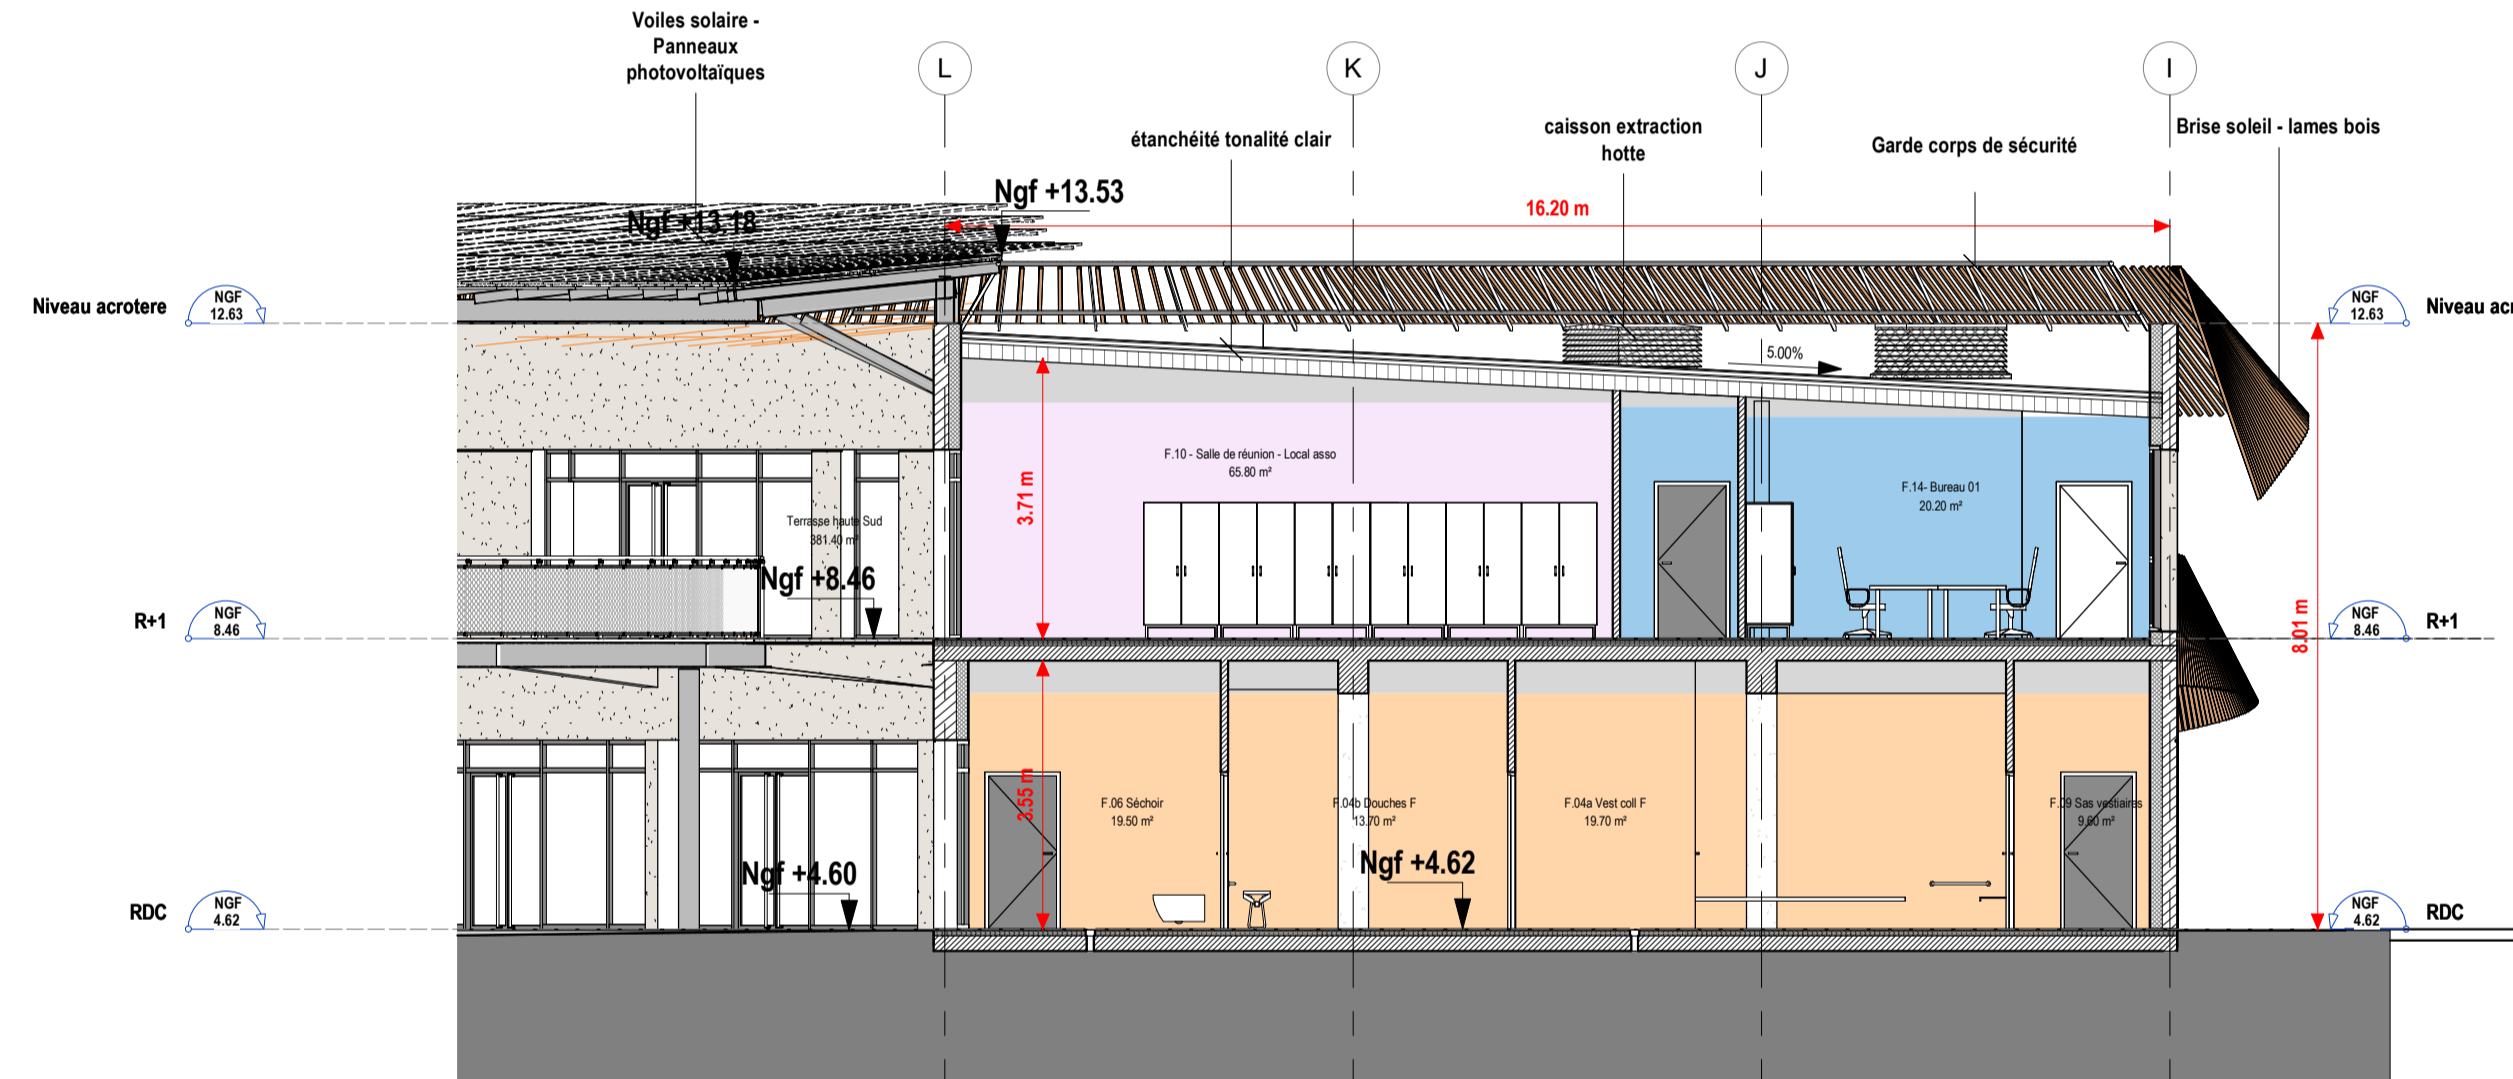 Voiles solaire -
Panneaux
photovoltaïques
L
K
J
I
étanchéité tonalité clair
caisson extraction
hotte
Garde corps de sécurité
Brise soleil - lames bois
Ngf +13.53
Ngf +13.18
16.20 m
Niveau acrotere
NGF
12.63
NGF
12.63
Niveau acr
5.00%
F.10 - Salle de réunion - Local asso
65.80 m²
3.71 m
F.14- Bureau 01
20.20 m²
Terrasse haute Sud
381.40 m²
Ngf +8.46
R+1
NGF
8.46
8.01 m
NGF
8.46
R+1
3.55 m
F.06 Séchoir
19.50 m²
F.04b Douches F
13.70 m²
F.04a Vest coll F
19.70 m²
F.09 Sas vestiaires
9.60 m²
Ngf +4.60
Ngf +4.62
RDC
NGF
4.62
NGF
4.62
RDC